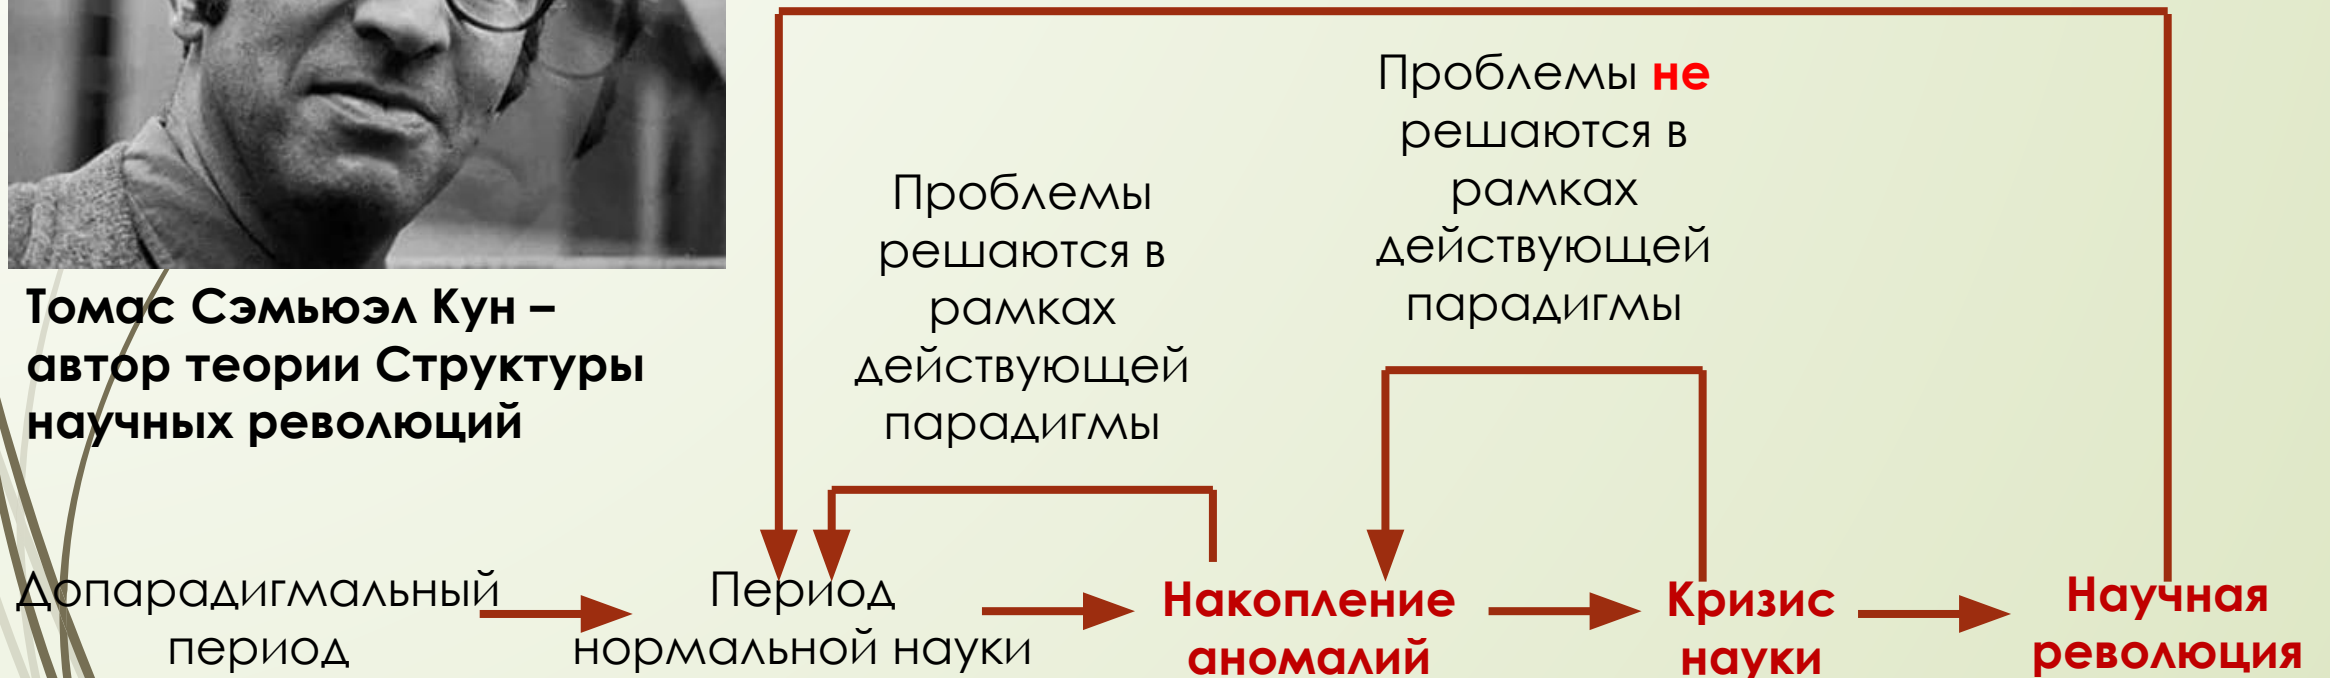 Томас Сэмьюэл Кун –
автор теории Структуры
научных революций
Проблемы
решаются в
рамках
действующей
парадигмы
Проблемы не
решаются в
рамках
действующей
парадигмы
Допарадигмальный
период
Период
нормальной науки
Накопление
аномалий
Кризис
науки
Научная
революция